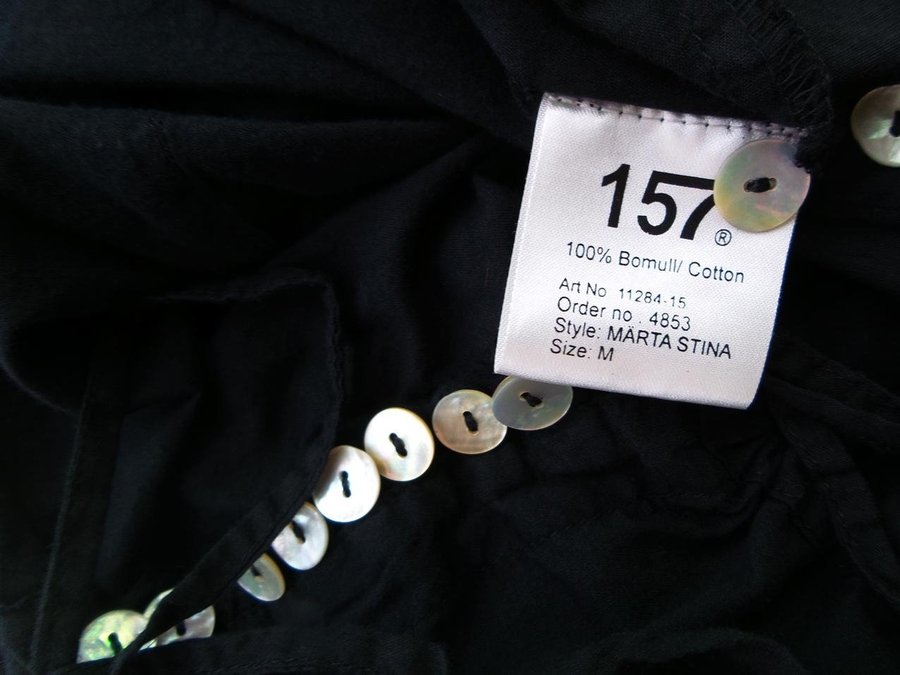 157®
100% Bomull/ Cotton
Art No 11284-15
Order no . 4853
Style: MÄRTA STINA
Size: M